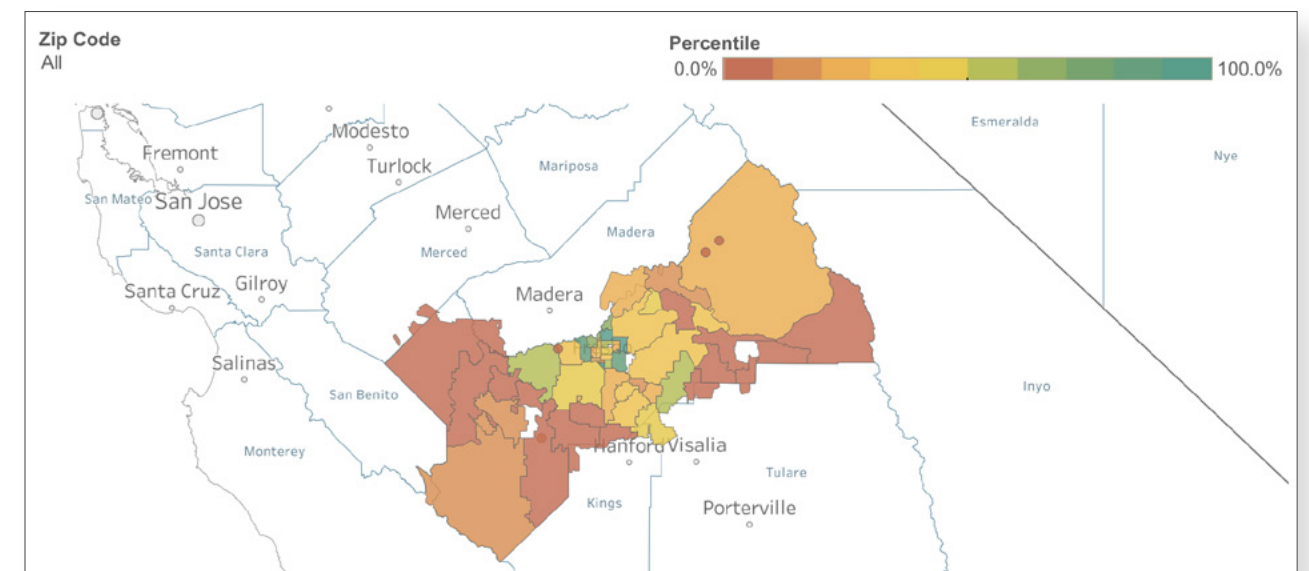 Zip Code
All
Percentile
0.0%
100.0%
Esmeralda
Modesto
Fremont
Turlock
Mariposa
Nye
San Mateo
San Jose
Merced
Madera
Santa Clara
Merced
Gilroy
Santa Cruz
Madera
Salinas
San Benito
Inyo
Monterey
Hanford
Visalia
Tulare
Kings
Porterville